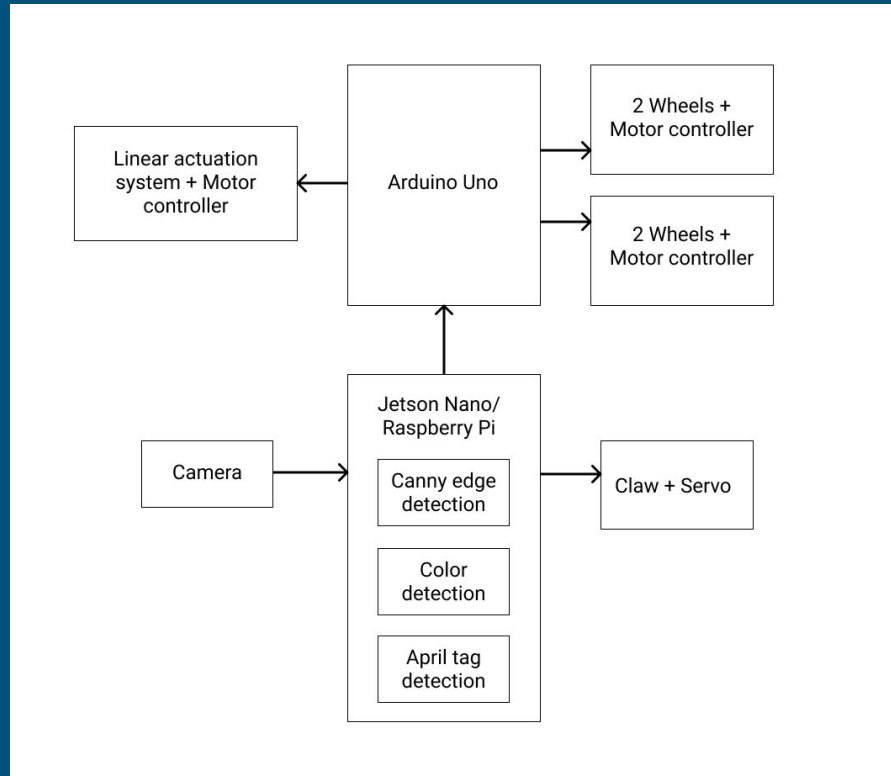 Linear actuation
system + Motor
controller
Arduino Uno
2 Wheels +
Motor controller
2 Wheels +
Motor controller
Jetson Nano/
Raspberry Pi
Camera
Canny edge
detection
Claw + Servo
Color
detection
April tag
detection